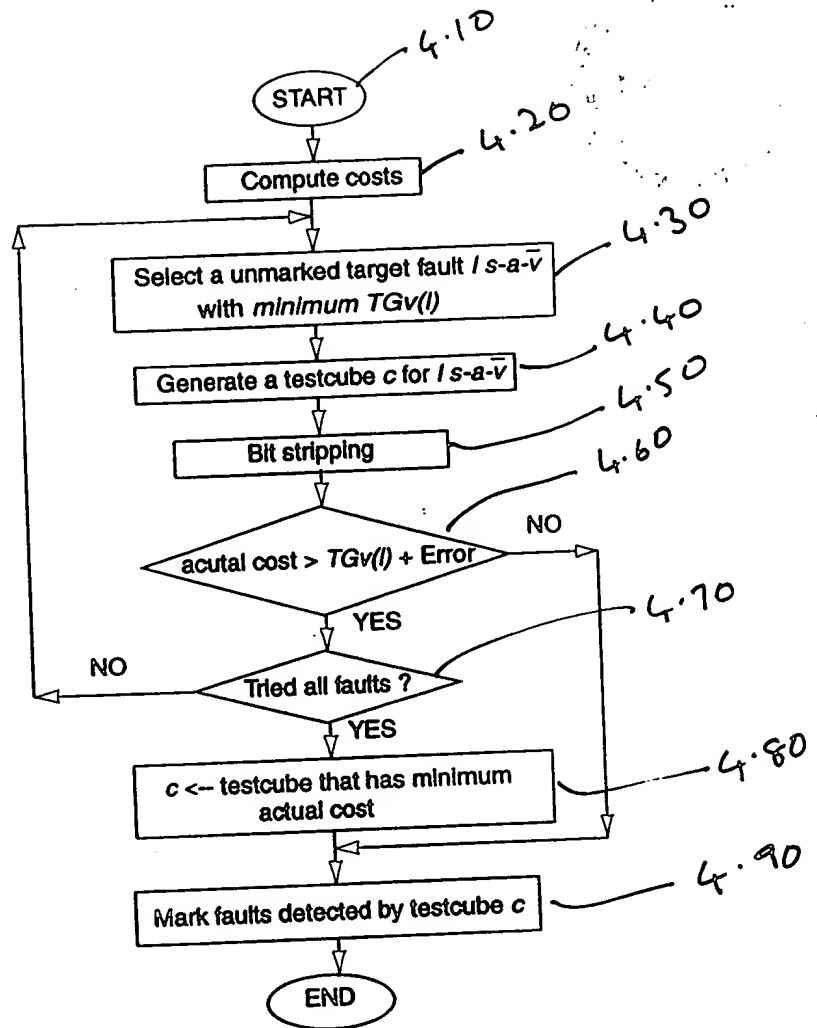 4.10
START
4.20
Compute costs
4.30
Select a unmarked target fault l s-a-v̅
with minimum TGv(l)
4.40
Generate a testcube c for l s-a-v̅
4.50
Bit stripping
4.60
acutal cost > TGv(l) + Error
NO
YES
4.70
NO
Tried all faults ?
YES
4.80
c <-- testcube that has minimum
actual cost
4.90
Mark faults detected by testcube c
END